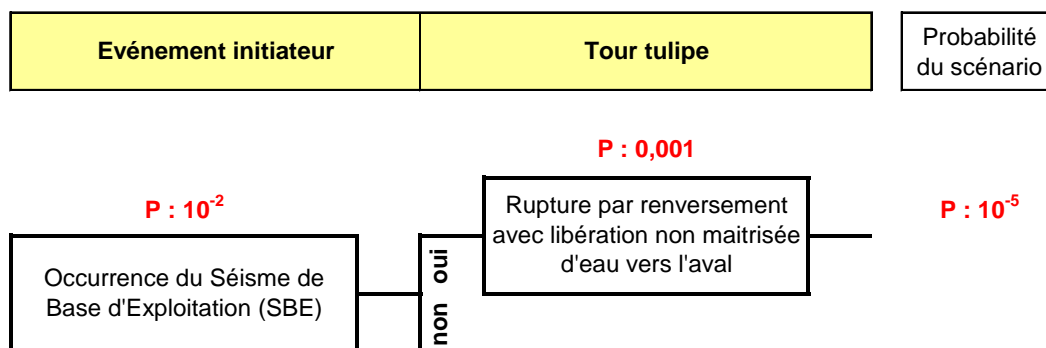 Evénement initiateur
Tour tulipe
Probabilité
du scénario
P : 0,001
P : 10⁻²
Rupture par renversement
avec libération non maitrisée
d'eau vers l'aval
P : 10⁻⁵
Occurrence du Séisme de
Base d'Exploitation (SBE)
oui
non